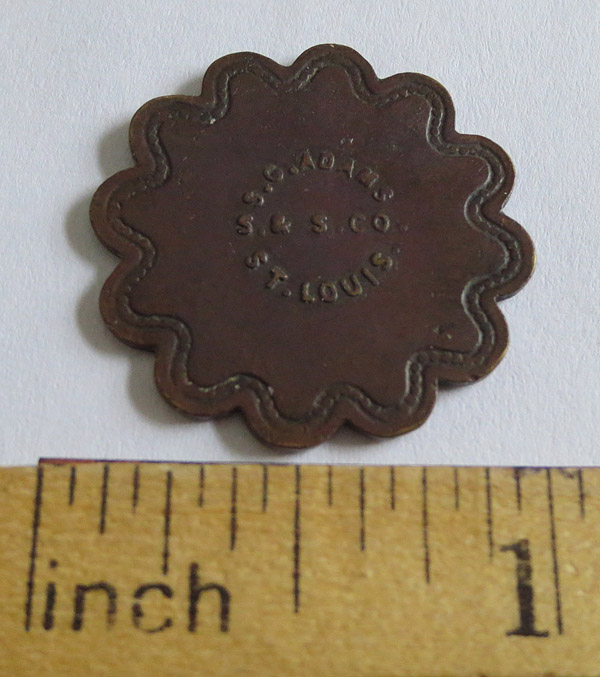 S.G.ADAMS
S. & S. CO.
ST. LOUIS.
inch 1